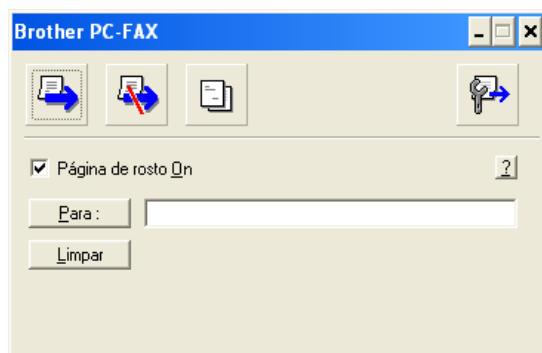 Brother PC-FAX
Página de rosto On
?
Para :
Limpar